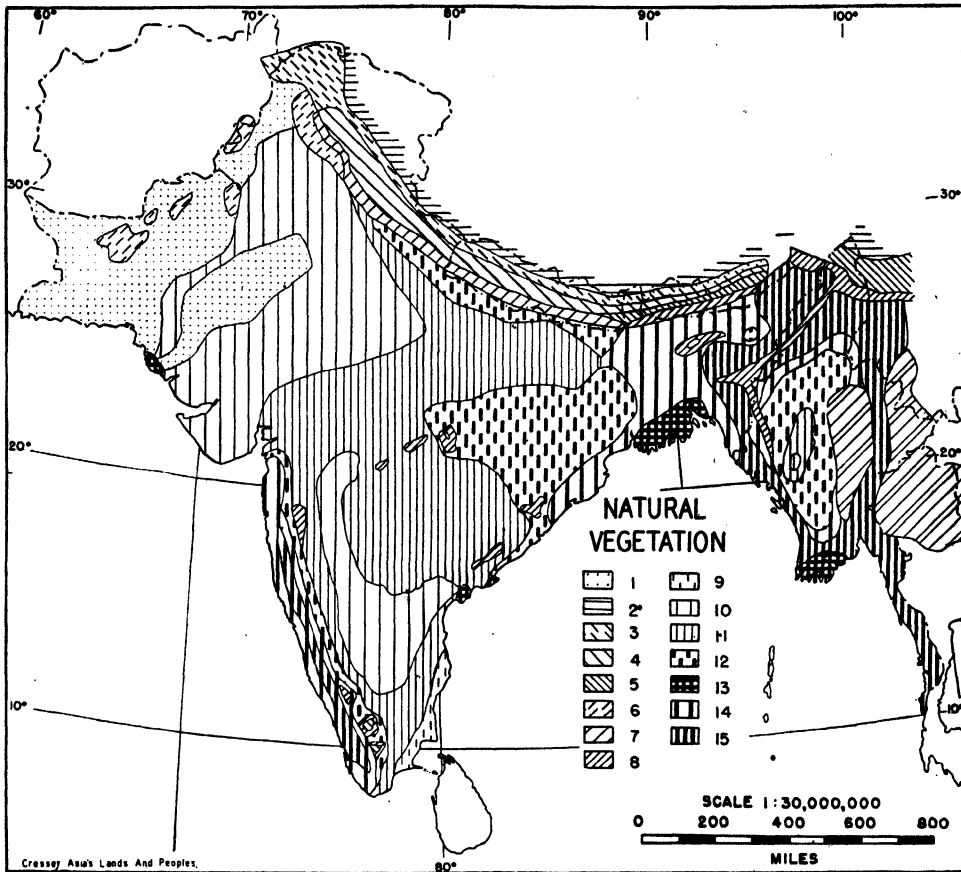 60° 70° 80° 90° 100°
30° 30°
20° 20°
NATURAL
VEGETATION
1 9
2 10
3 11
4 12
5 13
6 14
7 15
8
10° 10°
SCALE 1:30,000,000
0 200 400 600 800
MILES
Cressey Asia's Lands And Peoples.
80°